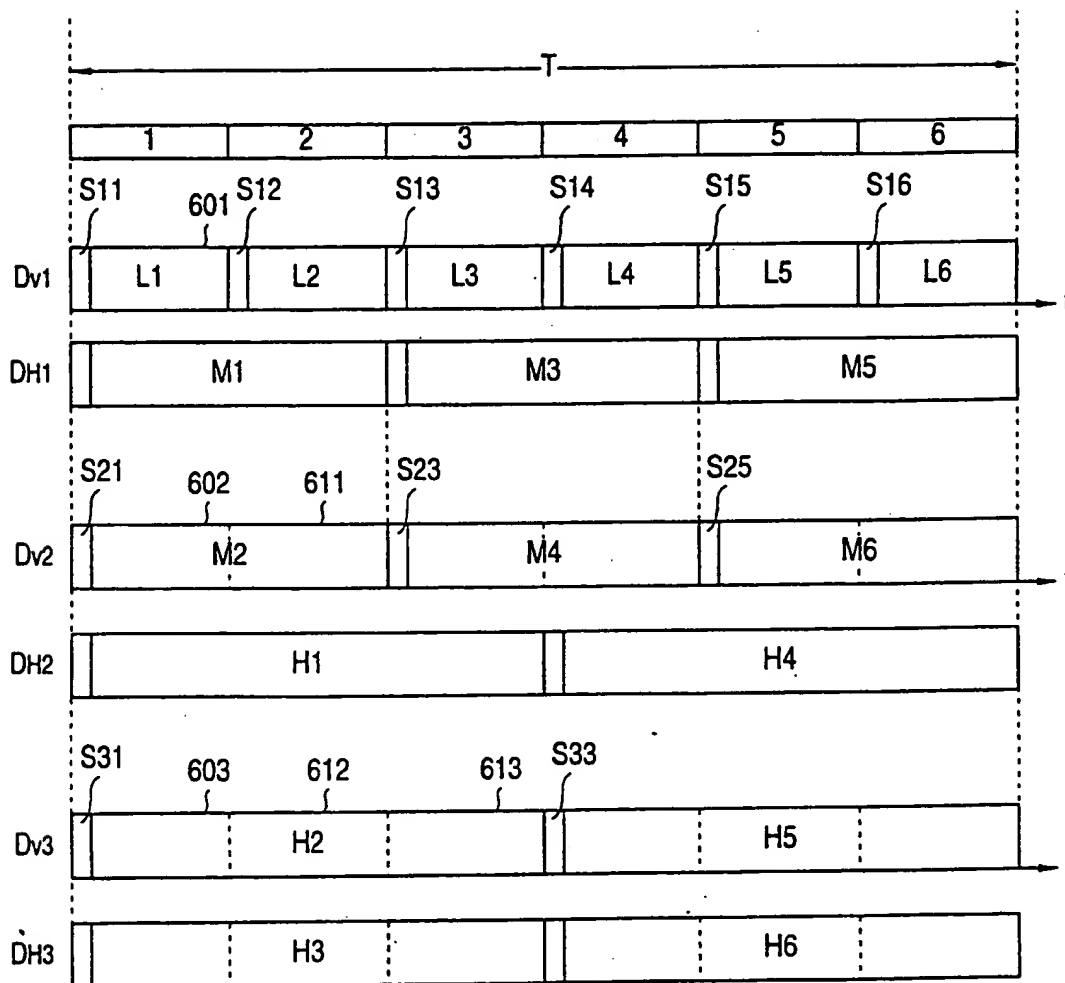 T
1 2 3 4 5 6
S11 601 S12 S13 S14 S15 S16
Dv1 L1 L2 L3 L4 L5 L6
DH1 M1 M3 M5
S21 602 611 S23 S25
Dv2 M2 M4 M6
DH2 H1 H4
S31 603 612 613 S33
Dv3 H2 H5
DH3 H3 H6